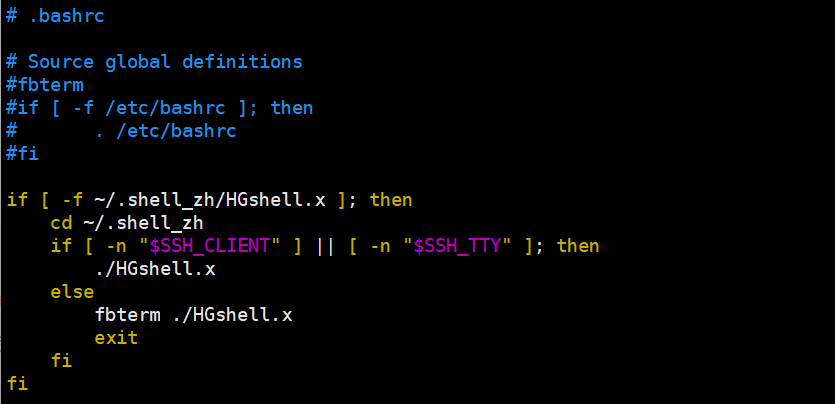 # .bashrc
# Source global definitions
#fbterm
#if [ -f /etc/bashrc ]; then
#       . /etc/bashrc
#fi
if [ -f ~/.shell_zh/HGshell.x ]; then
    cd ~/.shell_zh
    if [ -n "$SSH_CLIENT" ] || [ -n "$SSH_TTY" ]; then
        ./HGshell.x
    else
        fbterm ./HGshell.x
        exit
    fi
fi